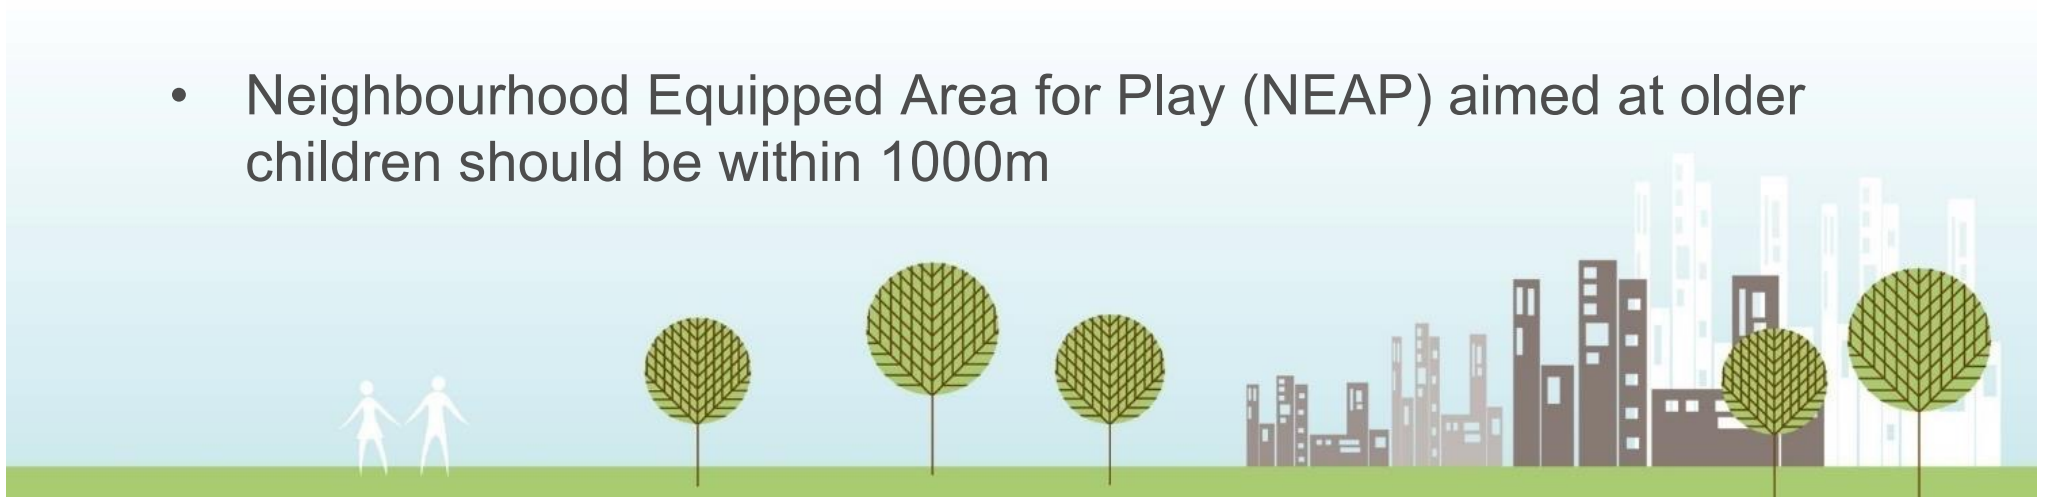 • Neighbourhood Equipped Area for Play (NEAP) aimed at older
children should be within 1000m